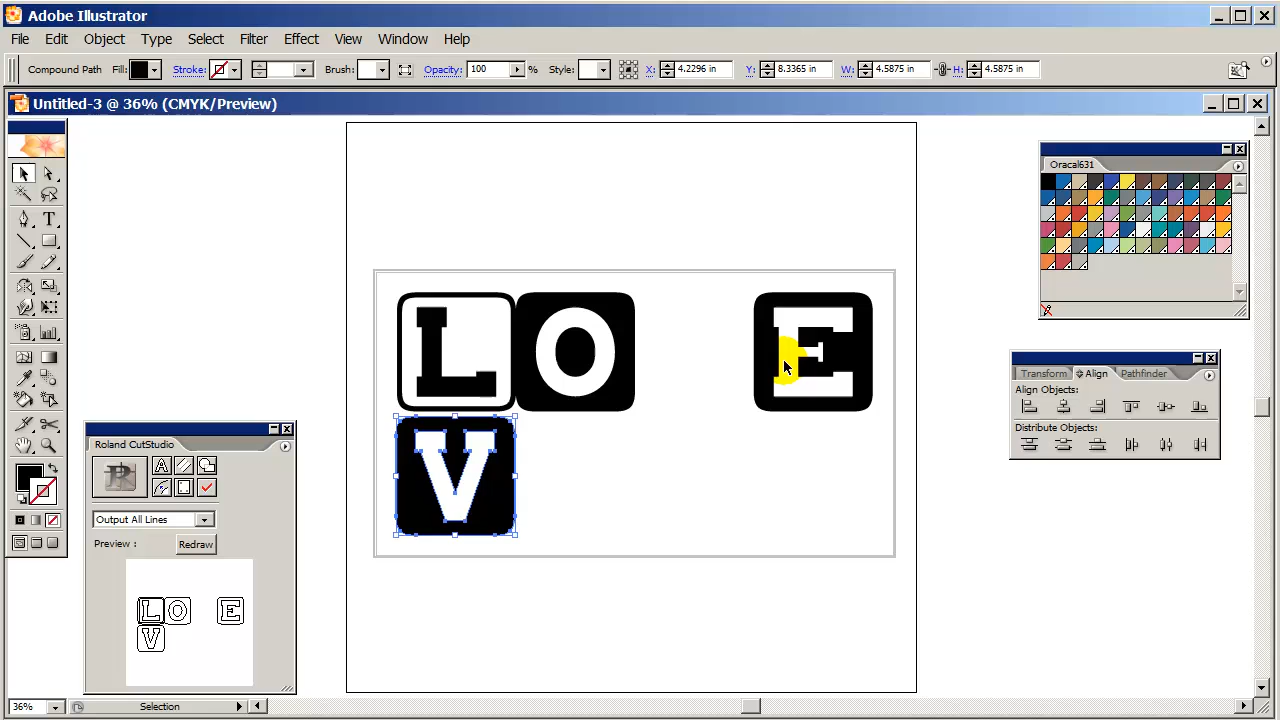 Adobe Illustrator
File Edit Object Type Select Filter Effect View Window Help
Compound Path Fill: Stroke: Brush: Opacity: 100 % Style: X: 4.2296 in Y: 8.3365 in W: 4.5875 in H: 4.5875 in
Untitled-3 @ 36% (CMYK/Preview)
Oracal631
L O E
V
Transform Align Pathfinder
Align Objects:
Distribute Objects:
Roland CutStudio
Output All Lines
Preview : Redraw
L O E
V
36% Selection